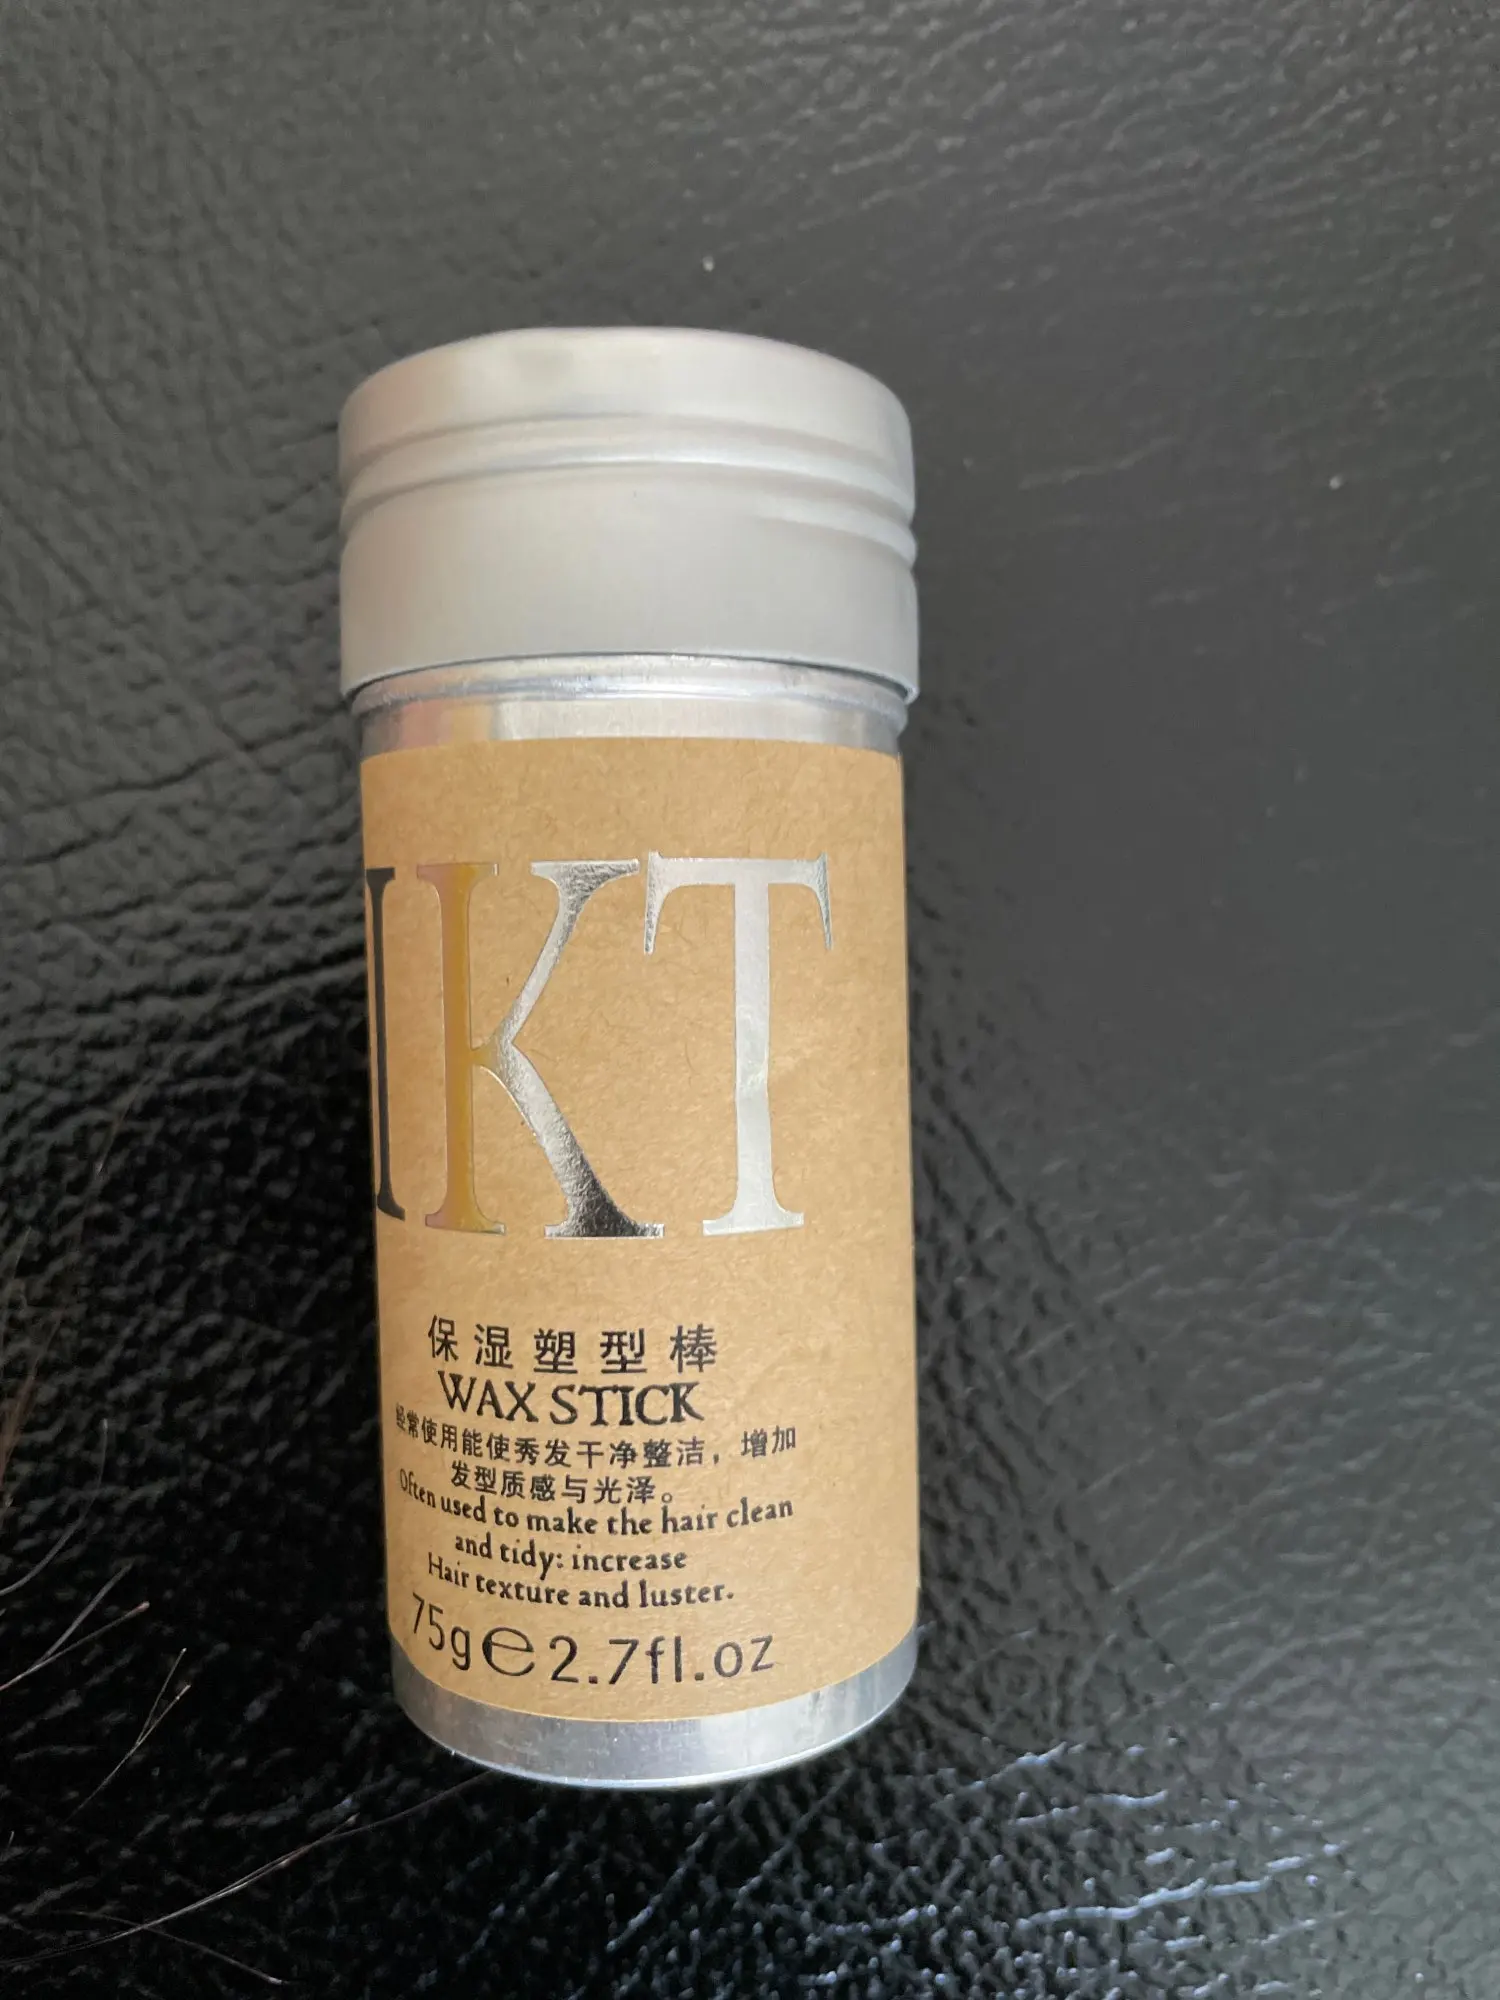 KT
保湿塑型棒
WAX STICK
经常使用能使秀发干净整洁，增加
发型质感与光泽。
Often used to make the hair clean
and tidy: increase
Hair texture and luster.
75g℮2.7fl.oz